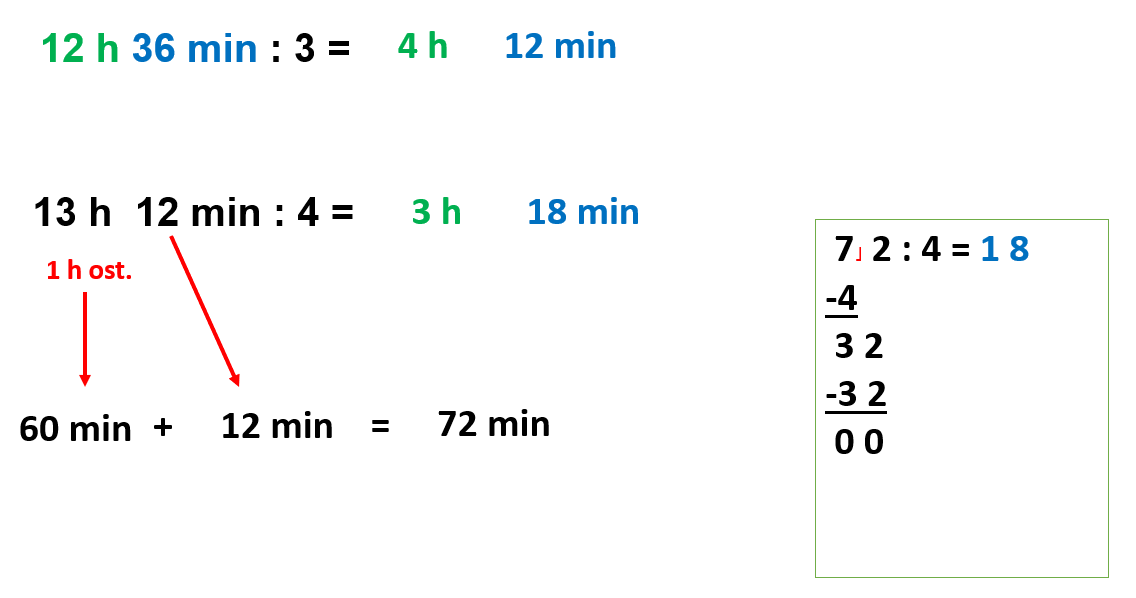 12 h 36 min : 3 = 4 h 12 min
13 h 12 min : 4 = 3 h 18 min
1 h ost.
60 min + 12 min = 72 min
7 ┘ 2 : 4 = 1 8
-4
3 2
-3 2
0 0